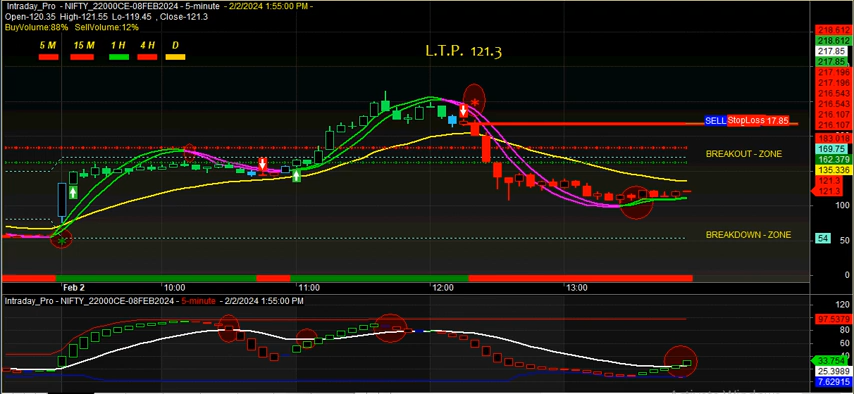 Intraday_Pro - NIFTY_22000CE-08FEB2024 - 5-minute - 2/2/2024 1:55:00 PM -
Open-120.35 High-121.55 Lo-119.45 , Close-121.3
BuyVolume:88% SellVolume:12%
5 M 15 M 1 H 4 H D
L.T.P. 121.3
218.612
218.612
217.85
217.85
217.196
217.196
216.543
216.543
216.107
216.107
SELL StopLoss 17.85
183.018
169.75
BREAKOUT - ZONE
162.379
135.336
121.3
121.3
100
BREAKDOWN - ZONE
54
50
0
Feb 2 10:00 11:00 12:00 13:00
Intraday_Pro - NIFTY_22000CE-08FEB2024 - 5-minute - 2/2/2024 1:55:00 PM
120
97.5379
80
60
40
33.754
25.3989
7.62915